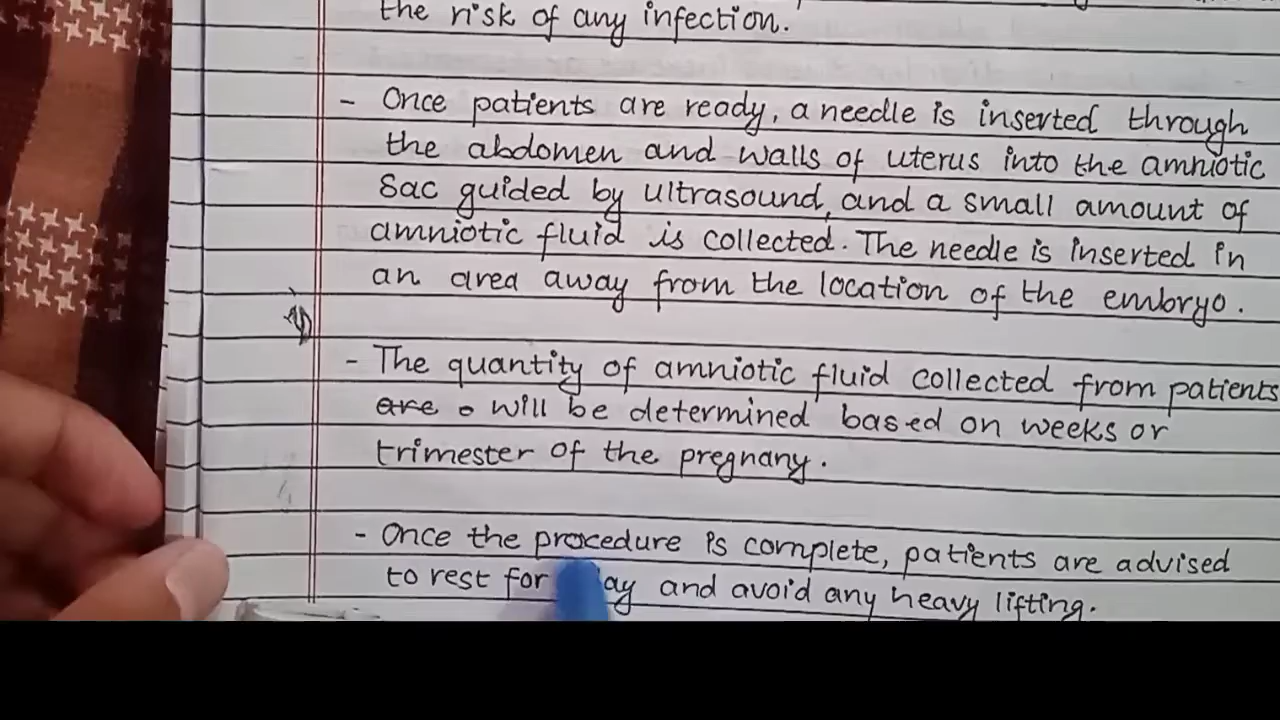 the risk of any infection.
- Once patients are ready, a needle is inserted through
the abdomen and walls of uterus into the amniotic
Sac guided by ultrasound, and a small amount of
amniotic fluid is collected. The needle is inserted in
an area away from the location of the embryo.
- The quantity of amniotic fluid collected from patients
are will be determined based on weeks or
trimester of the pregnany.
- Once the procedure is complete, patients are advised
to rest for and avoid any heavy lifting.